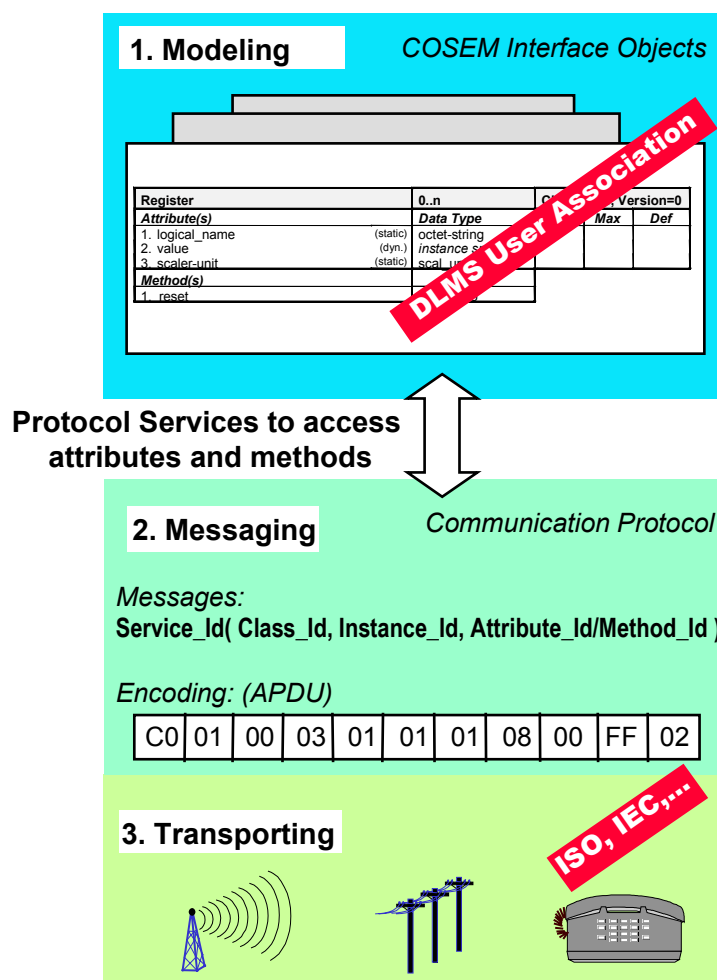 1. Modeling
COSEM Interface Objects
DLMS User Association
Register 0..n Version=0
Attribute(s) Data Type Max Def
1. logical_name (static) octet-string
2. value (dyn.) instance
3. scaler-unit (static)
Method(s)
1. reset
Protocol Services to access
attributes and methods
2. Messaging
Communication Protocol
Messages:
Service_Id( Class_Id, Instance_Id, Attribute_Id/Method_Id )
Encoding: (APDU)
C0 01 00 03 01 01 01 08 00 FF 02
3. Transporting
ISO, IEC,...